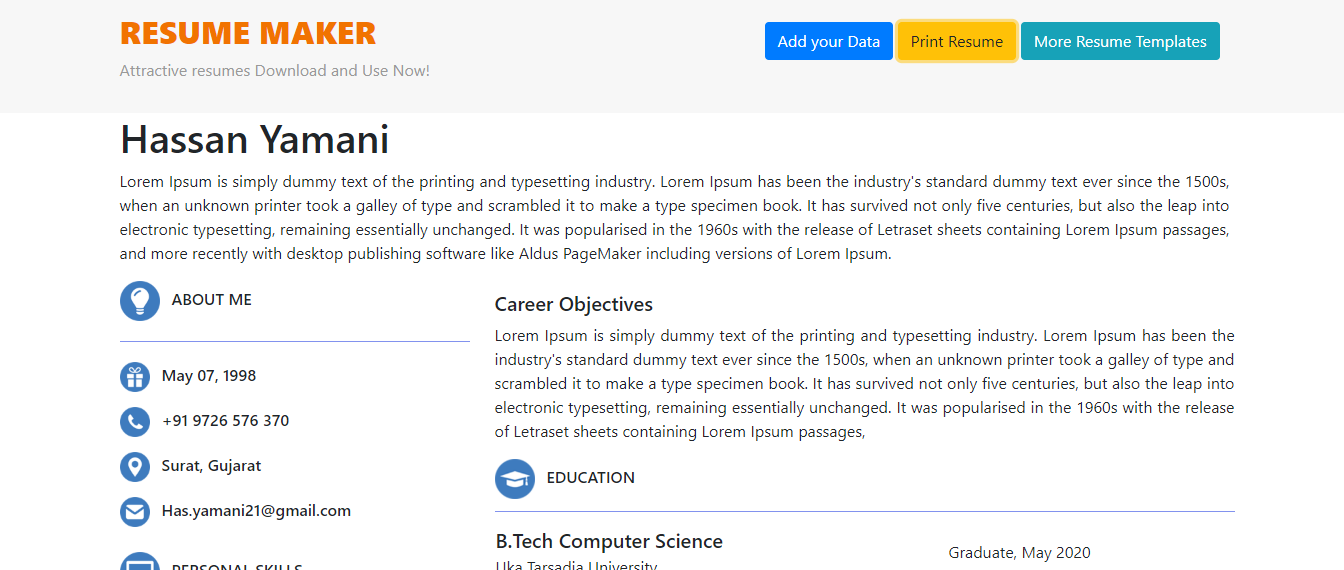 RESUME MAKER
Attractive resumes Download and Use Now!
Add your Data
Print Resume
More Resume Templates
Hassan Yamani
Lorem Ipsum is simply dummy text of the printing and typesetting industry. Lorem Ipsum has been the industry's standard dummy text ever since the 1500s,
when an unknown printer took a galley of type and scrambled it to make a type specimen book. It has survived not only five centuries, but also the leap into
electronic typesetting, remaining essentially unchanged. It was popularised in the 1960s with the release of Letraset sheets containing Lorem Ipsum passages,
and more recently with desktop publishing software like Aldus PageMaker including versions of Lorem Ipsum.
ABOUT ME
May 07, 1998
+91 9726 576 370
Surat, Gujarat
Has.yamani21@gmail.com
PERSONAL SKILLS
Career Objectives
Lorem Ipsum is simply dummy text of the printing and typesetting industry. Lorem Ipsum has been the
industry's standard dummy text ever since the 1500s, when an unknown printer took a galley of type and
scrambled it to make a type specimen book. It has survived not only five centuries, but also the leap into
electronic typesetting, remaining essentially unchanged. It was popularised in the 1960s with the release
of Letraset sheets containing Lorem Ipsum passages,
EDUCATION
B.Tech Computer Science
Graduate, May 2020
Uka Tarsadia University